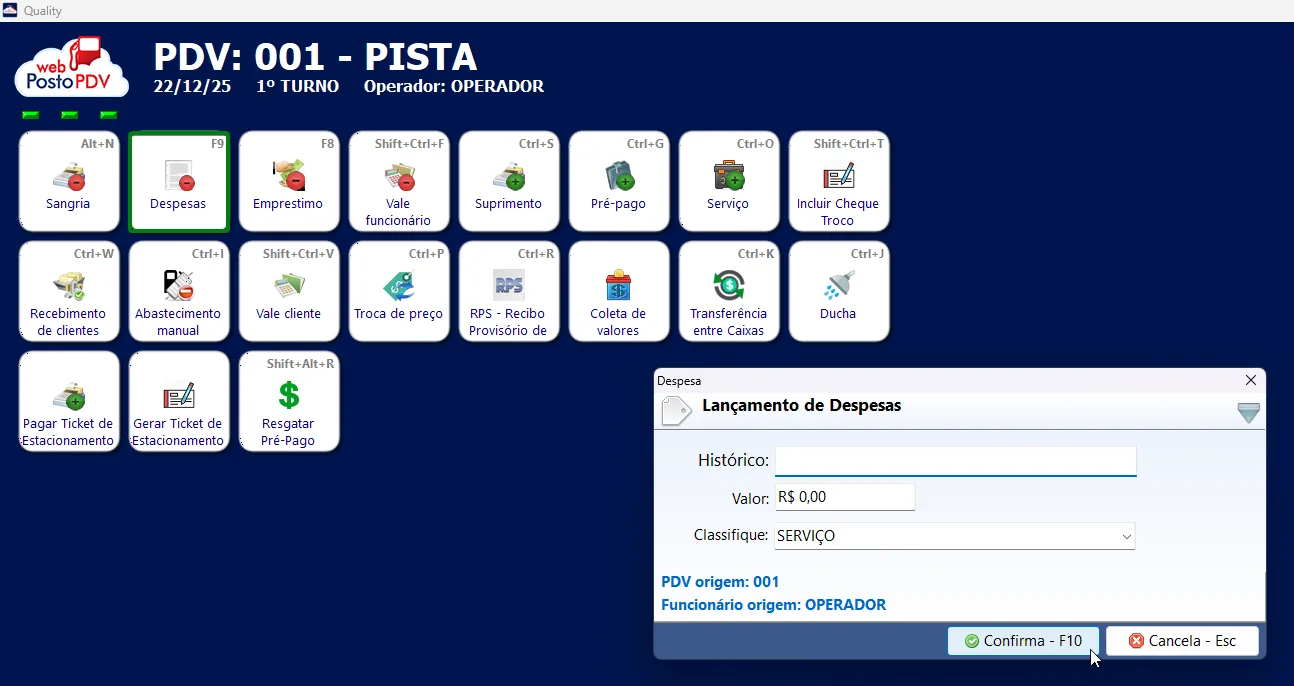 Quality
web
PostoPDV
PDV: 001 - PISTA
22/12/25 1º TURNO Operador: OPERADOR
Alt+N
Sangria
F9
Despesas
F8
Emprestimo
Shift+Ctrl+F
Vale
funcionário
Ctrl+S
Suprimento
Ctrl+G
Pré-pago
Ctrl+O
Serviço
Shift+Ctrl+T
Incluir Cheque
Troco
Ctrl+W
Recebimento
de clientes
Ctrl+I
Abastecimento
manual
Shift+Ctrl+V
Vale cliente
Ctrl+P
Troca de preço
Ctrl+R
RPS
RPS - Recibo
Provisório de
Coleta de
valores
Ctrl+K
Transferência
entre Caixas
Ctrl+J
Ducha
Pagar Ticket de
Estacionamento
Gerar Ticket de
Estacionamento
Shift+Alt+R
Resgatar
Pré-Pago
Despesa
Lançamento de Despesas
Histórico:
Valor: R$ 0,00
Classifique: SERVIÇO
PDV origem: 001
Funcionário origem: OPERADOR
Confirma - F10 Cancela - Esc